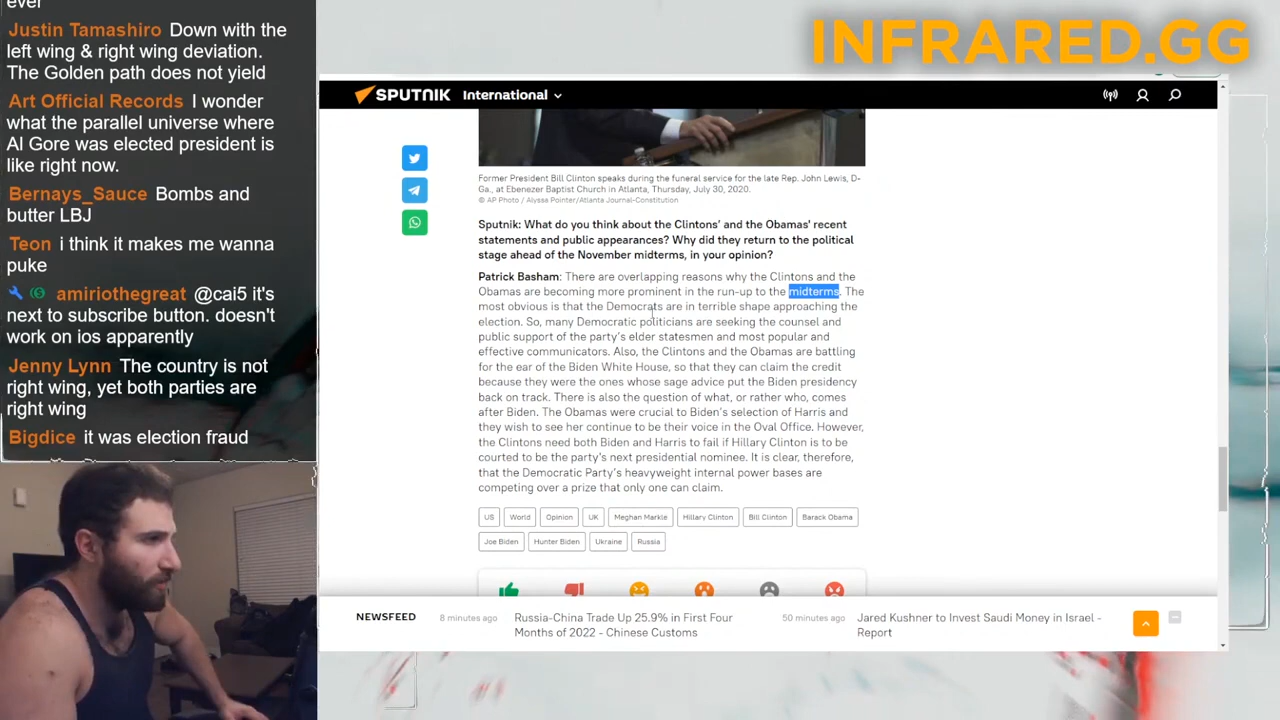 ever
Justin Tamashiro Down with the
left wing & right wing deviation.
The Golden path does not yield
Art Official Records I wonder
what the parallel universe where
Al Gore was elected president is
like right now.
Bernays_Sauce Bombs and
butter LBJ
Teon i think it makes me wanna
puke
amiriothegreat @cai5 it's
next to subscribe button. doesn't
work on ios apparently
Jenny Lynn The country is not
right wing, yet both parties are
right wing
Bigdice it was election fraud
INFRARED.GG
SPUTNIK International
Former President Bill Clinton speaks during the funeral service for the late Rep. John Lewis, D-
Ga., at Ebenezer Baptist Church in Atlanta, Thursday, July 30, 2020.
© AP Photo / Alyssa Pointer/Atlanta Journal-Constitution
Sputnik: What do you think about the Clintons' and the Obamas' recent
statements and public appearances? Why did they return to the political
stage ahead of the November midterms, in your opinion?
Patrick Basham: There are overlapping reasons why the Clintons and the
Obamas are becoming more prominent in the run-up to the midterms. The
most obvious is that the Democrats are in terrible shape approaching the
election. So, many Democratic politicians are seeking the counsel and
public support of the party's elder statesmen and most popular and
effective communicators. Also, the Clintons and the Obamas are battling
for the ear of the Biden White House, so that they can claim the credit
because they were the ones whose sage advice put the Biden presidency
back on track. There is also the question of what, or rather who, comes
after Biden. The Obamas were crucial to Biden's selection of Harris and
they wish to see her continue to be their voice in the Oval Office. However,
the Clintons need both Biden and Harris to fail if Hillary Clinton is to be
courted to be the party's next presidential nominee. It is clear, therefore,
that the Democratic Party's heavyweight internal power bases are
competing over a prize that only one can claim.
US World Opinion UK Meghan Markle Hillary Clinton Bill Clinton Barack Obama
Joe Biden Hunter Biden Ukraine Russia
NEWSFEED
8 minutes ago
Russia-China Trade Up 25.9% in First Four
Months of 2022 - Chinese Customs
50 minutes ago
Jared Kushner to Invest Saudi Money in Israel -
Report